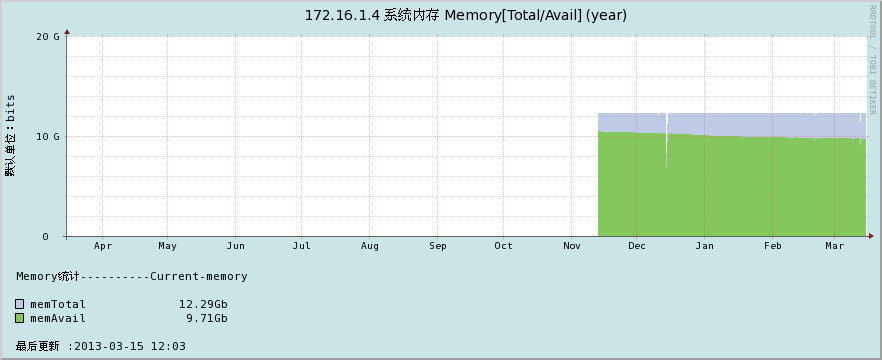 172.16.1.4 系统内存 Memory[Total/Avail] (year)
RRDTOOL / TOBI OETIKER
默认单位：bits
20 G
10 G
0
Apr May Jun Jul Aug Sep Oct Nov Dec Jan Feb Mar
Memory统计----------Current-memory
memTotal 12.29Gb
memAvail 9.71Gb
最后更新 :2013-03-15 12:03